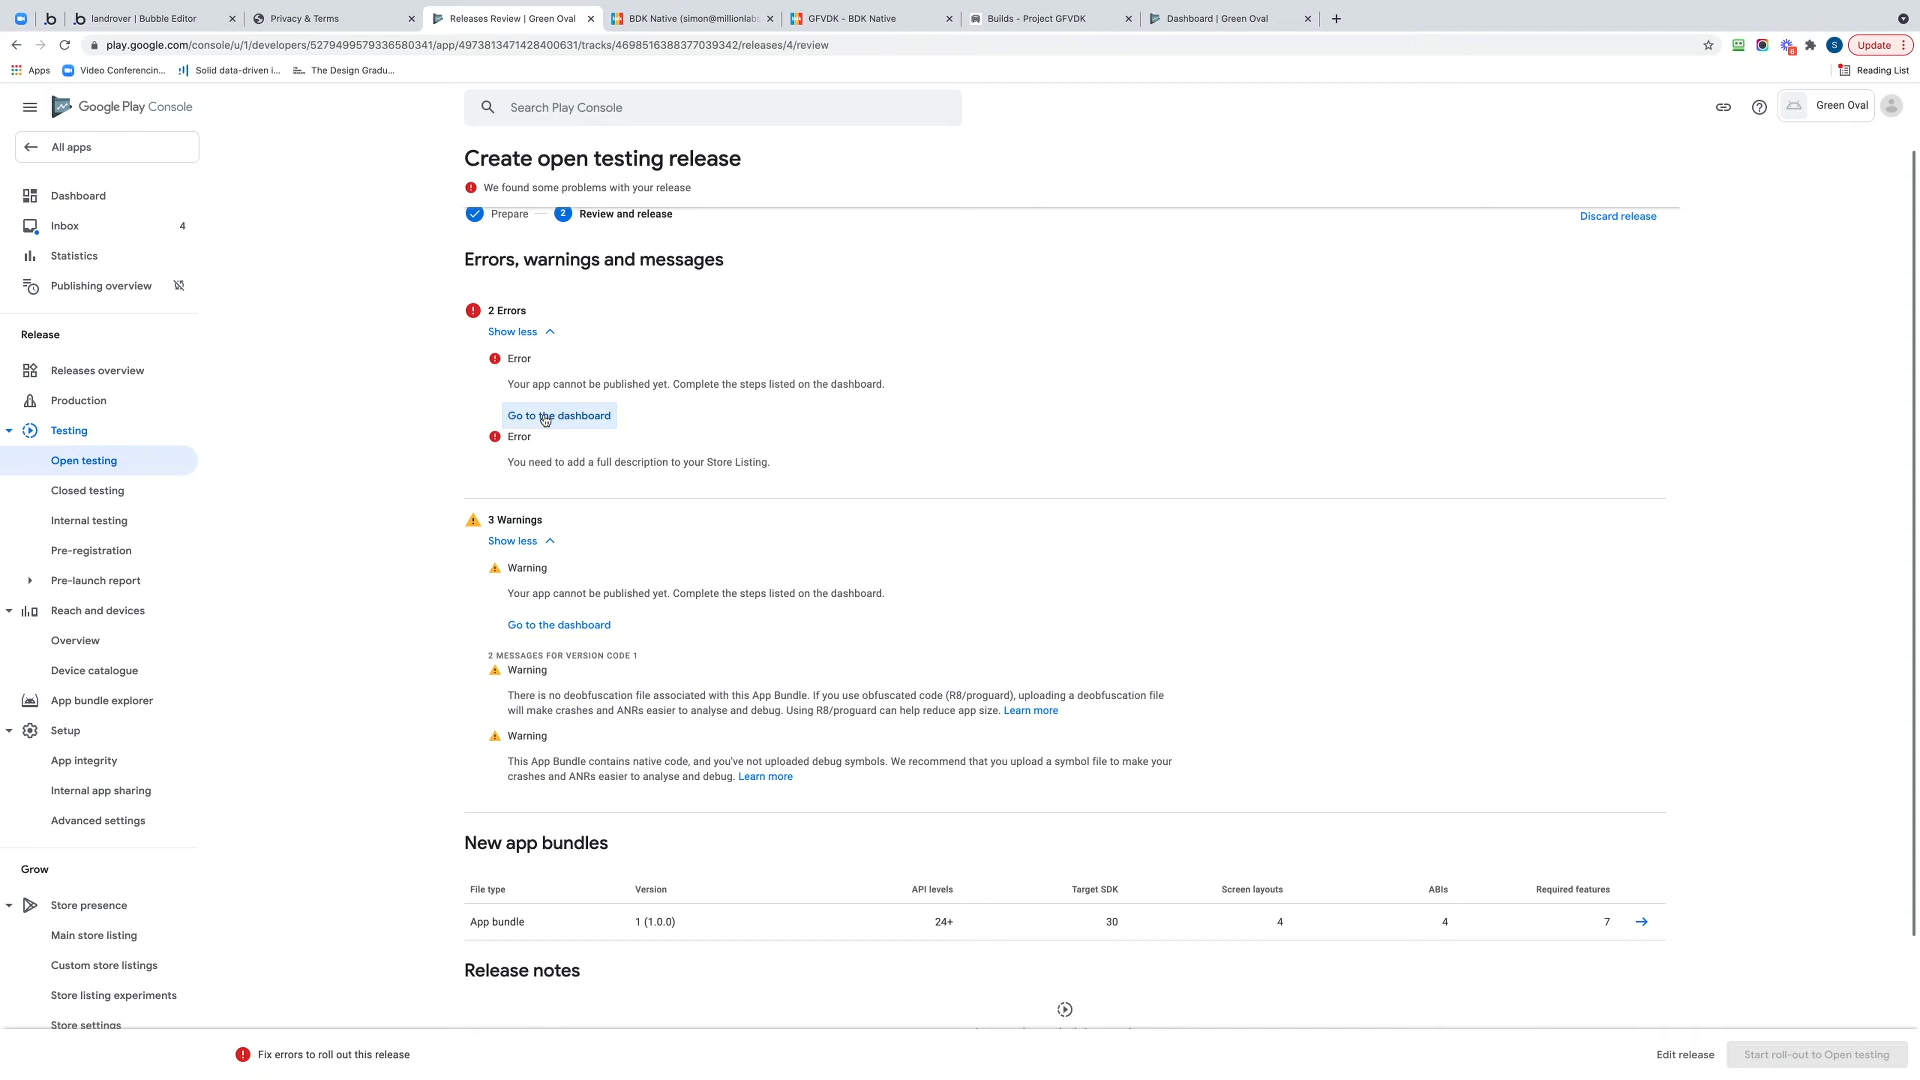 landrover | Bubble Editor
Privacy & Terms
Releases Review | Green Oval
BDK Native (simon@millionlabs
GFVDK - BDK Native
Builds - Project GFVDK
Dashboard | Green Oval
play.google.com/console/u/1/developers/5279499579336580341/app/4973813471428400631/tracks/4698516388377039342/releases/4/review
6
S
Update
Apps
Video Conferencin...
Solid data-driven i...
The Design Gradu...
Reading List
Google Play Console
Search Play Console
Green Oval
All apps
Dashboard
Inbox 4
Statistics
Publishing overview
Release
Releases overview
Production
Testing
Open testing
Closed testing
Internal testing
Pre-registration
Pre-launch report
Reach and devices
Overview
Device catalogue
App bundle explorer
Setup
App integrity
Internal app sharing
Advanced settings
Grow
Store presence
Main store listing
Custom store listings
Store listing experiments
Store settings
Create open testing release
We found some problems with your release
Prepare — 2 Review and release
Discard release
Errors, warnings and messages
2 Errors
Show less
Error
Your app cannot be published yet. Complete the steps listed on the dashboard.
Go to the dashboard
Error
You need to add a full description to your Store Listing.
3 Warnings
Show less
Warning
Your app cannot be published yet. Complete the steps listed on the dashboard.
Go to the dashboard
2 MESSAGES FOR VERSION CODE 1
Warning
There is no deobfuscation file associated with this App Bundle. If you use obfuscated code (R8/proguard), uploading a deobfuscation file
will make crashes and ANRs easier to analyse and debug. Using R8/proguard can help reduce app size. Learn more
Warning
This App Bundle contains native code, and you've not uploaded debug symbols. We recommend that you upload a symbol file to make your
crashes and ANRs easier to analyse and debug. Learn more
New app bundles
File type Version API levels Target SDK Screen layouts ABIs Required features
App bundle 1 (1.0.0) 24+ 30 4 4 7
Release notes
Fix errors to roll out this release
Edit release
Start roll-out to Open testing